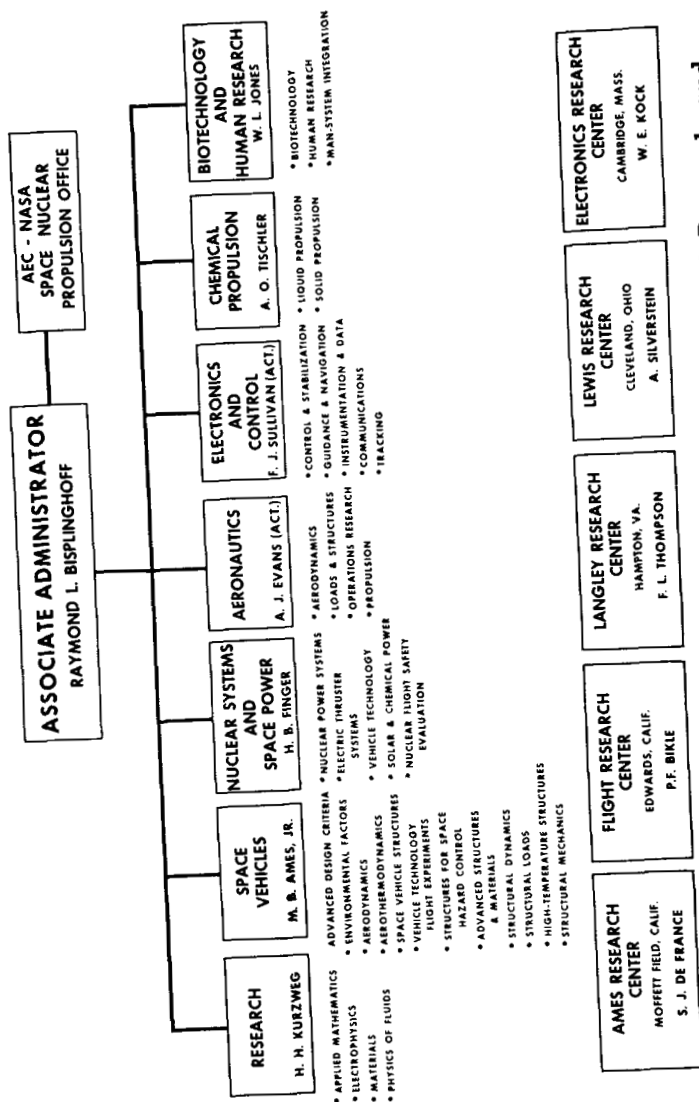 ASSOCIATE ADMINISTRATOR
RAYMOND L. BISPLINGHOFF
AEC - NASA
SPACE NUCLEAR
PROPULSION OFFICE
RESEARCH
H. H. KURZWEG
• APPLIED MATHEMATICS
• ELECTROPHYSICS
• MATERIALS
• PHYSICS OF FLUIDS
SPACE
VEHICLES
M. B. AMES, JR.
ADVANCED DESIGN CRITERIA
• ENVIRONMENTAL FACTORS
• AERODYNAMICS
• AEROTHERMODYNAMICS
• SPACE VEHICLE STRUCTURES
• VEHICLE TECHNOLOGY
FLIGHT EXPERIMENTS
• STRUCTURES FOR SPACE
HAZARD CONTROL
• ADVANCED STRUCTURES
& MATERIALS
• STRUCTURAL DYNAMICS
• STRUCTURAL LOADS
• HIGH-TEMPERATURE STRUCTURES
• STRUCTURAL MECHANICS
NUCLEAR SYSTEMS
AND
SPACE POWER
H. B. FINGER
• NUCLEAR POWER SYSTEMS
• ELECTRIC THRUSTER
SYSTEMS
• VEHICLE TECHNOLOGY
• SOLAR & CHEMICAL POWER
• NUCLEAR FLIGHT SAFETY
EVALUATION
AERONAUTICS
A. J. EVANS (ACT.)
• AERODYNAMICS
• LOADS & STRUCTURES
• OPERATIONS RESEARCH
• PROPULSION
ELECTRONICS
AND
CONTROL
F. J. SULLIVAN (ACT.)
• CONTROL & STABILIZATION
• GUIDANCE & NAVIGATION
• INSTRUMENTATION & DATA
• COMMUNICATIONS
• TRACKING
CHEMICAL
PROPULSION
A. O. TISCHLER
• LIQUID PROPULSION
• SOLID PROPULSION
BIOTECHNOLOGY
AND
HUMAN RESEARCH
W. L. JONES
• BIOTECHNOLOGY
• HUMAN RESEARCH
• MAN-SYSTEM INTEGRATION
AMES RESEARCH
CENTER
MOFFETT FIELD, CALIF.
S. J. DE FRANCE
FLIGHT RESEARCH
CENTER
EDWARDS, CALIF.
P.F. BIKLE
LANGLEY RESEARCH
CENTER
HAMPTON, VA.
F. L. THOMPSON
LEWIS RESEARCH
CENTER
CLEVELAND, OHIO
A. SILVERSTEIN
ELECTRONICS RESEARCH
CENTER
CAMBRIDGE, MASS.
W. E. KOCK